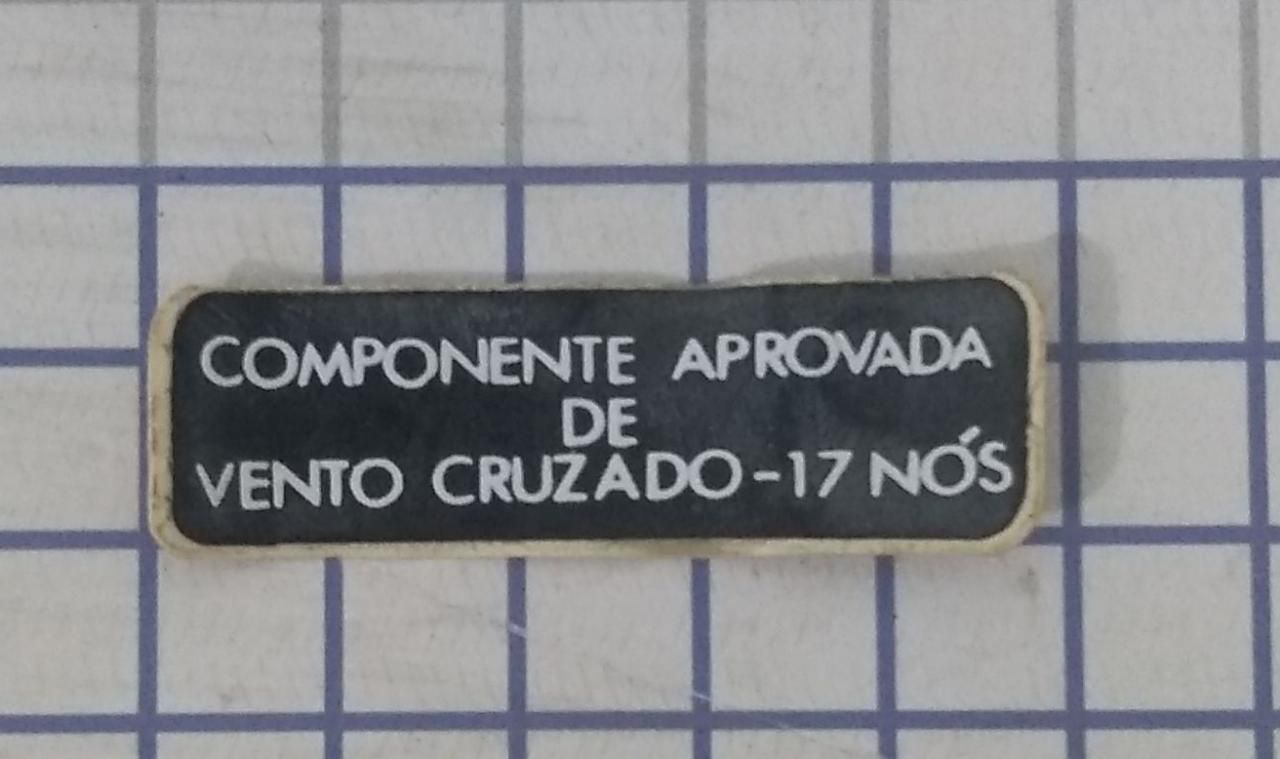 COMPONENTE APROVADA
DE
VENTO CRUZADO-17 NÓS